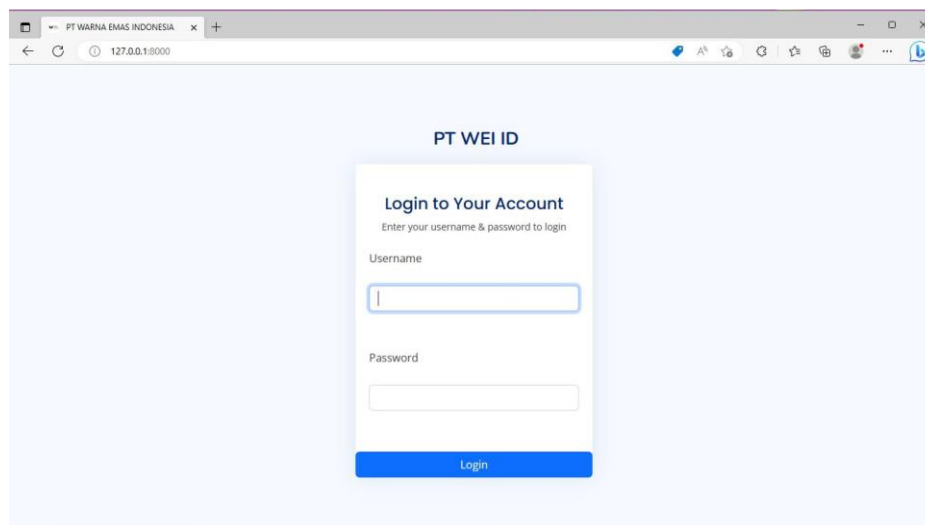 PT WARNA EMAS INDONESIA
127.0.0.1:8000
PT WEI ID
Login to Your Account
Enter your username & password to login
Username
Password
Login